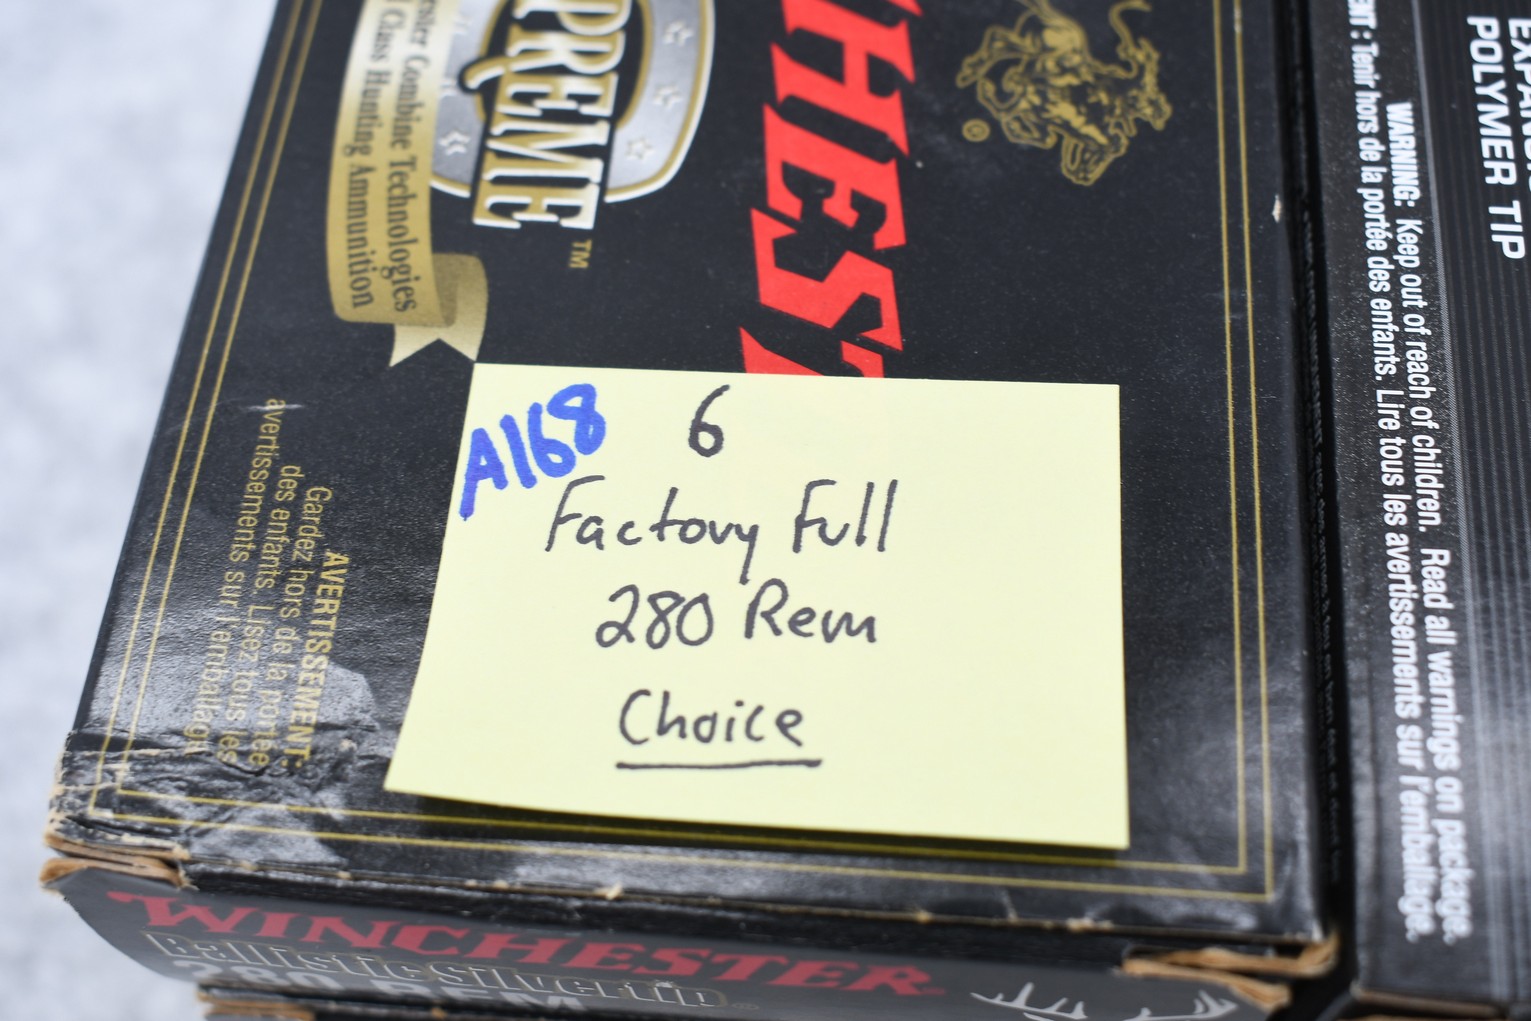 A168
6
Factory Full
280 Rem
Choice
PREME
TM
Combine Technologies
Class Hunting Ammunition
HEST
®
AVERTISSEMENT:
Gardez hors de la portée
des enfants. Lisez tous les
avertissements sur l'emballage
WINCHESTER
Ballistic Silvertip
280 REM
POLYMER TIP
WARNING: Keep out of reach of children. Read all warnings on package.
ENT: Tenir hors de la portée des enfants. Lire tous les avertissements sur l'emballage.